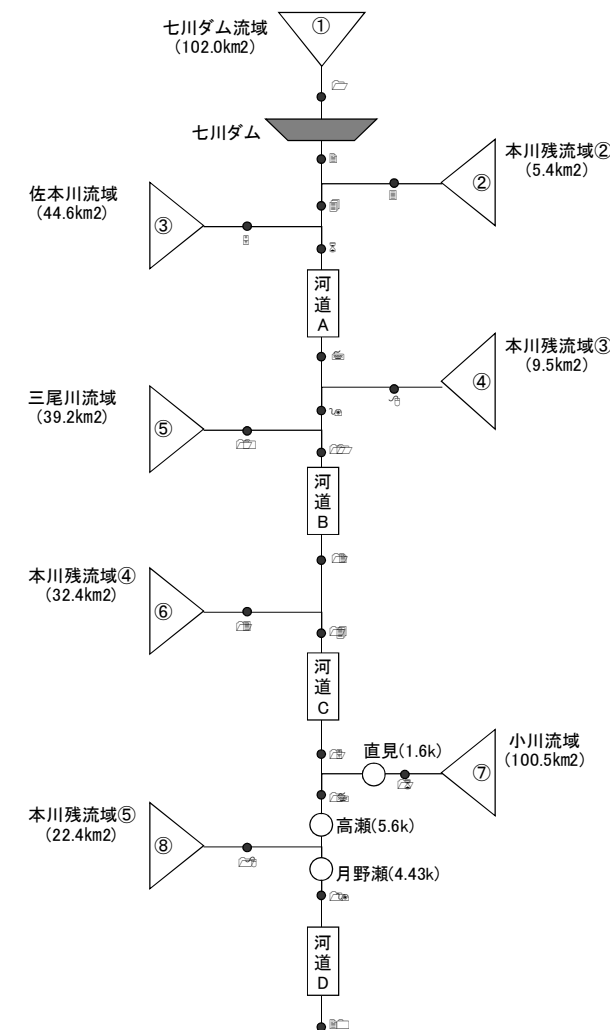 七川ダム流域
(102.0km2)
①
七川ダム
本川残流域②
(5.4km2)
②
佐本川流域
(44.6km2)
③
河道A
本川残流域③
(9.5km2)
④
三尾川流域
(39.2km2)
⑤
河道B
本川残流域④
(32.4km2)
⑥
河道C
直見(1.6k)
小川流域
(100.5km2)
⑦
高瀬(5.6k)
本川残流域⑤
(22.4km2)
⑧
月野瀬(4.43k)
河道D